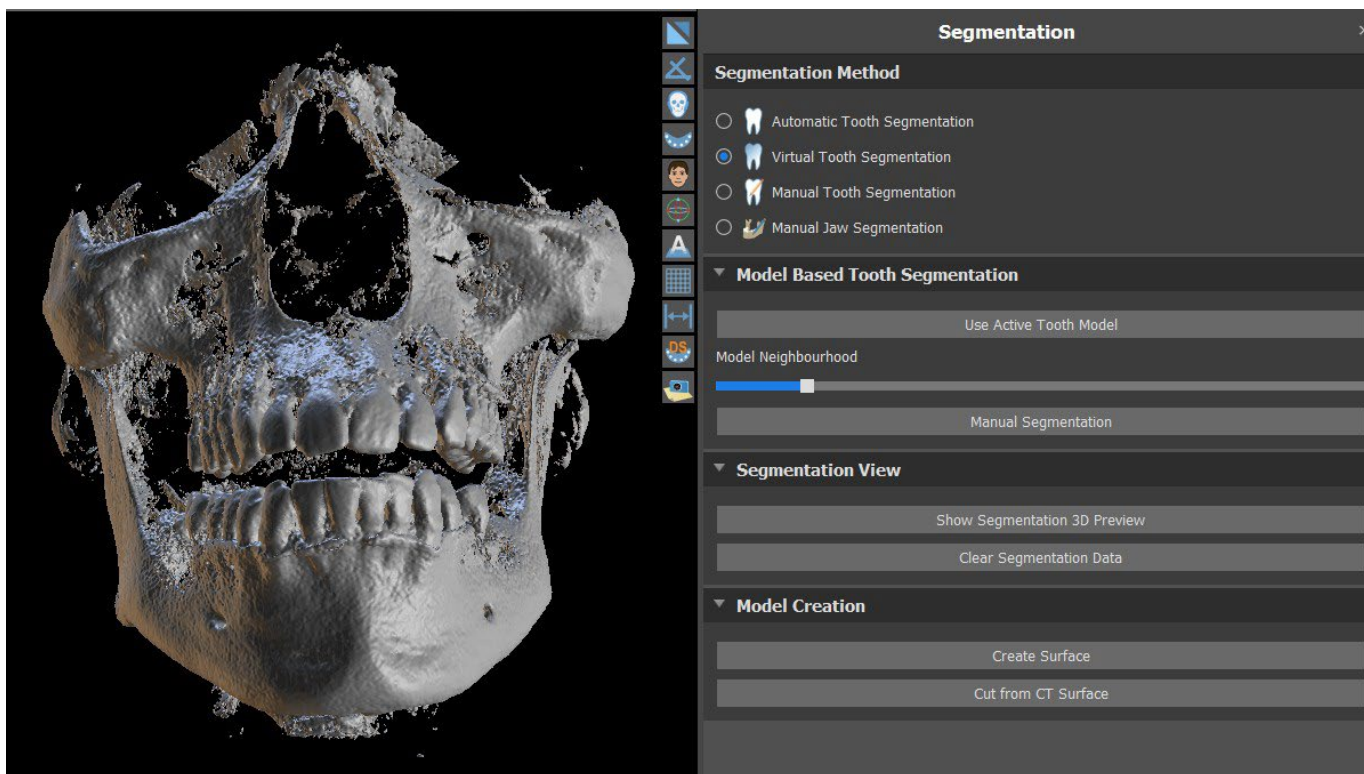 Segmentation
Segmentation Method
Automatic Tooth Segmentation
Virtual Tooth Segmentation
Manual Tooth Segmentation
Manual Jaw Segmentation
Model Based Tooth Segmentation
Use Active Tooth Model
Model Neighbourhood
Manual Segmentation
Segmentation View
Show Segmentation 3D Preview
Clear Segmentation Data
Model Creation
Create Surface
Cut from CT Surface
A
DS